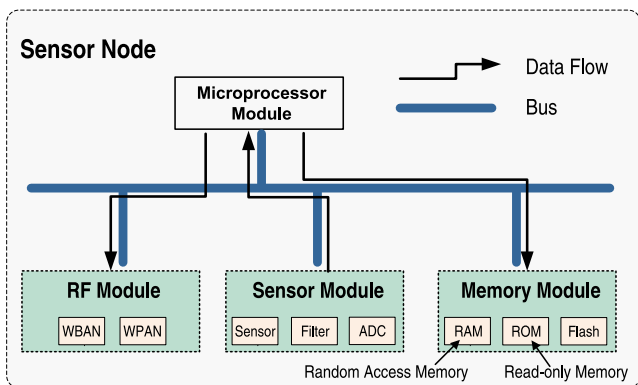 Sensor Node
Data Flow
Bus
Microprocessor
Module
RF Module
WBAN WPAN
Sensor Module
Sensor Filter ADC
Memory Module
RAM ROM Flash
Random Access Memory
Read-only Memory